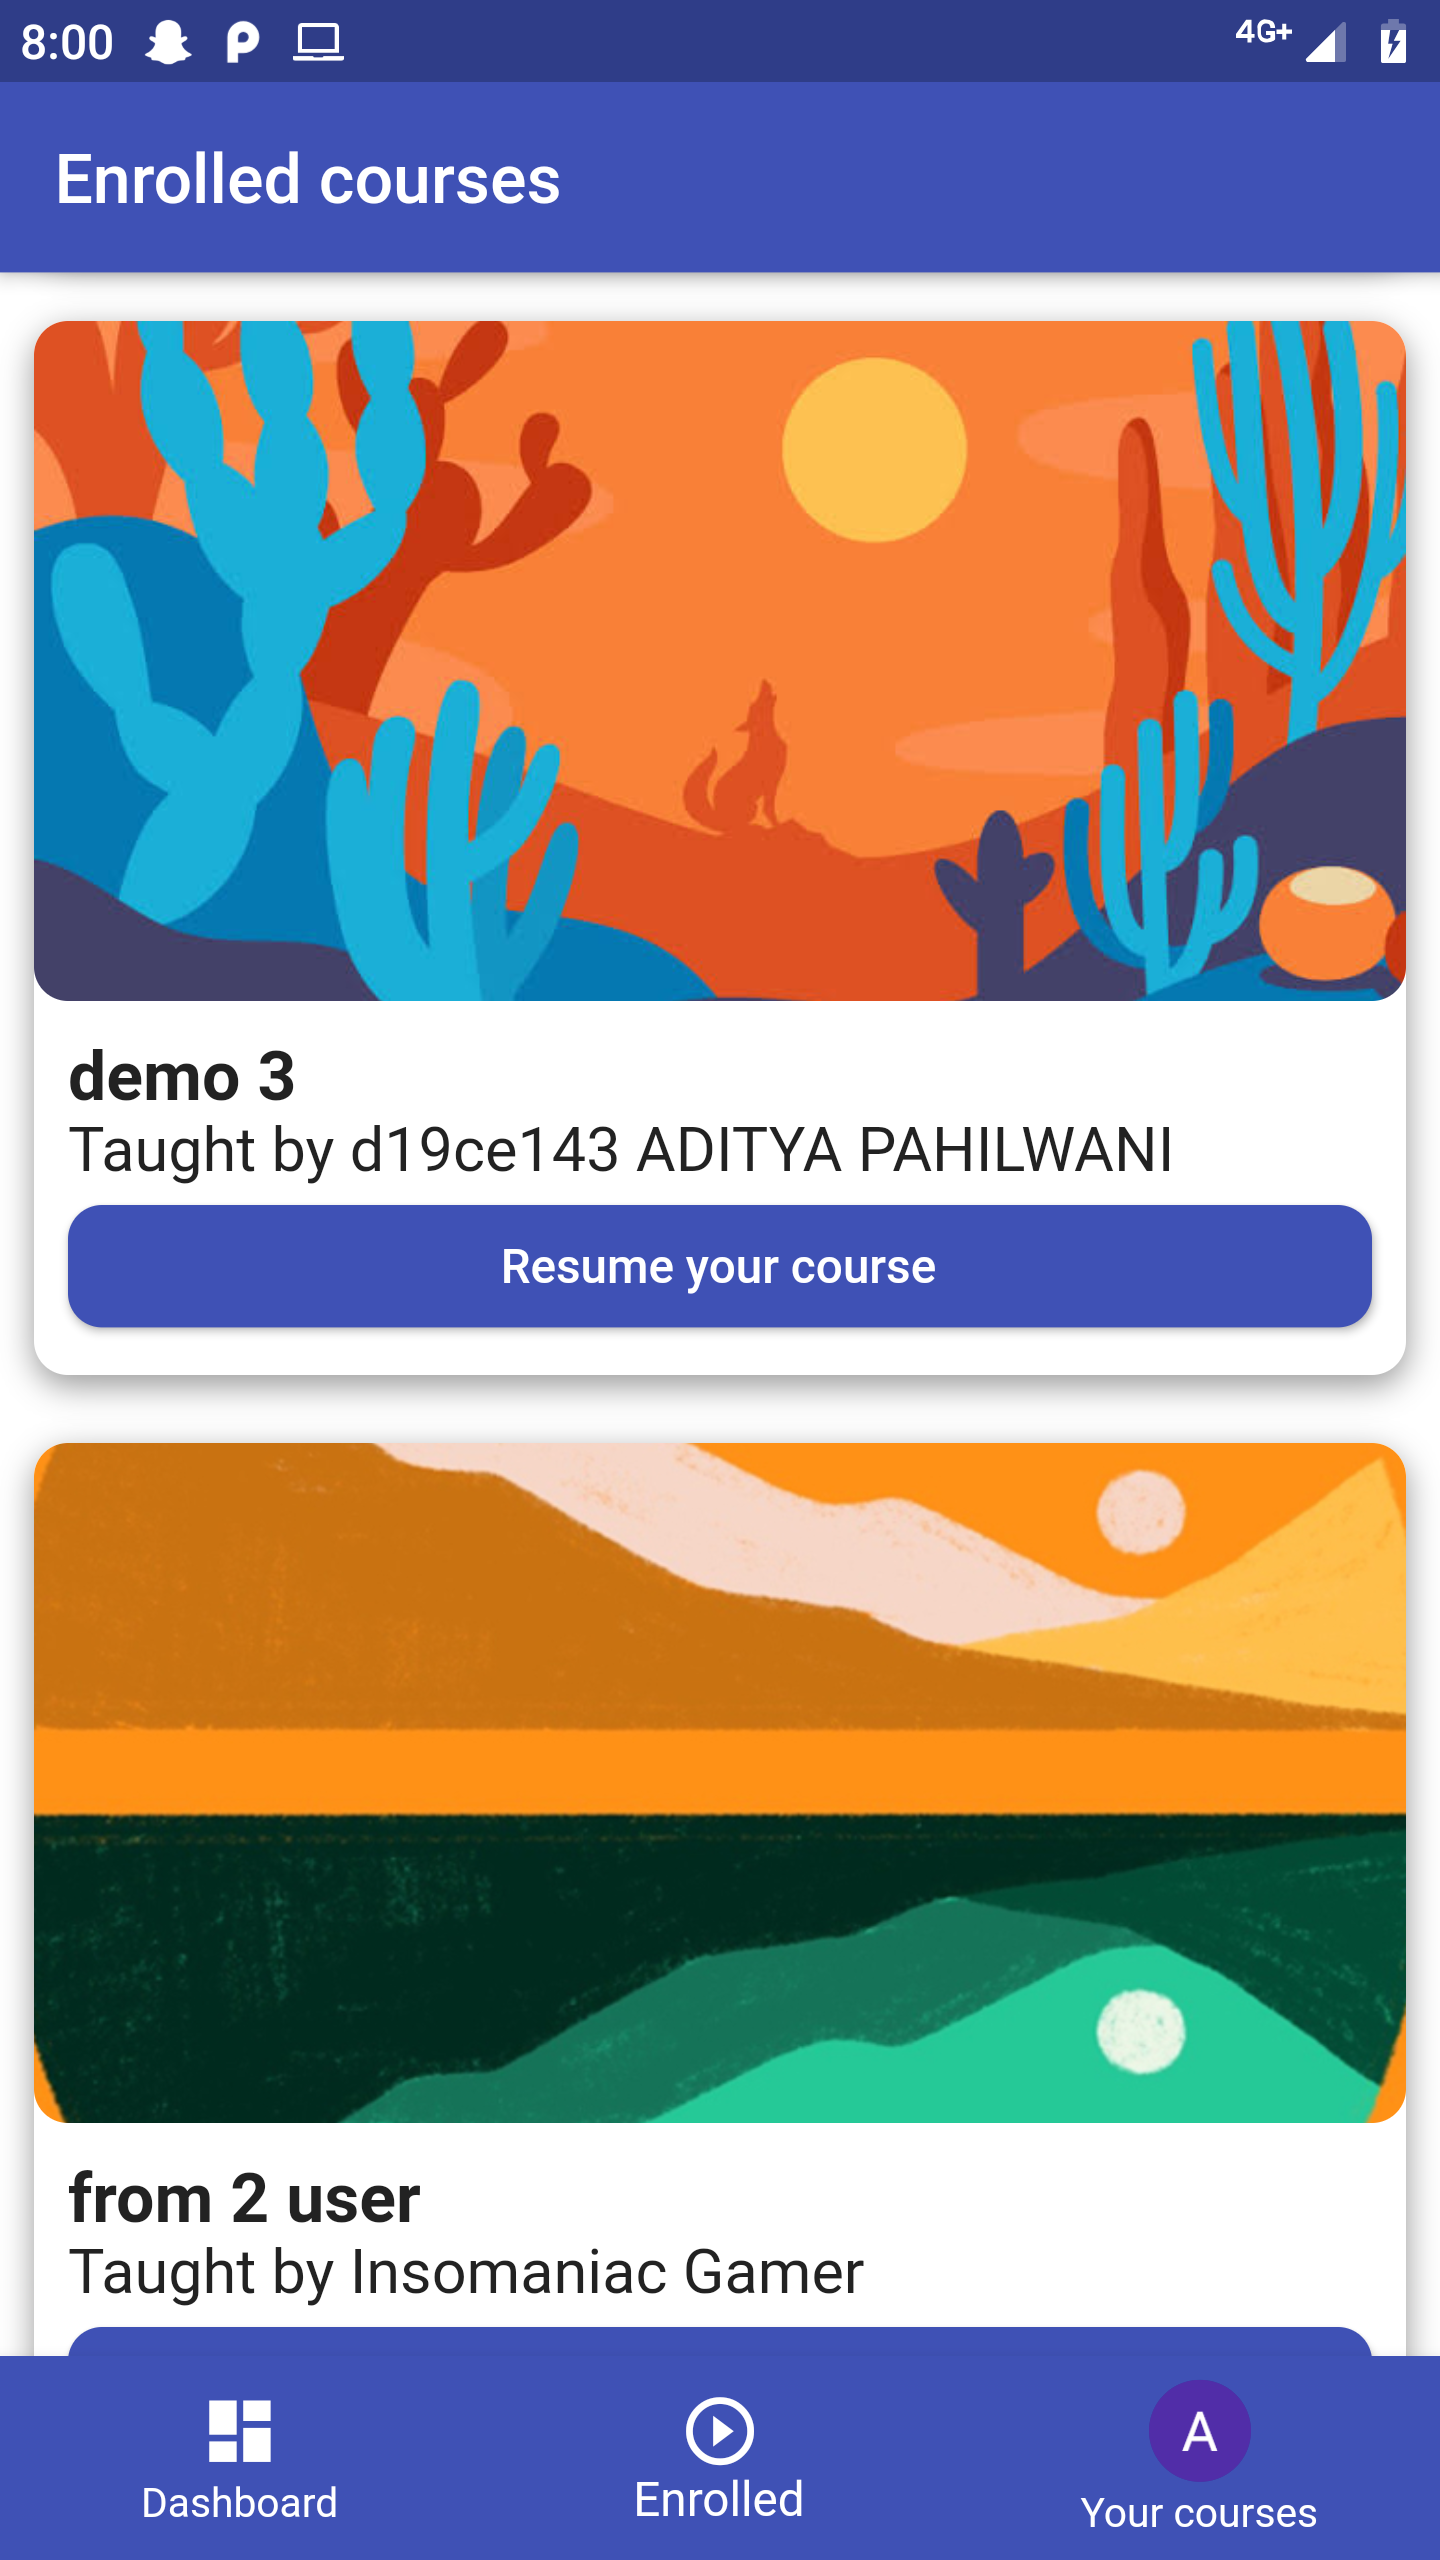 8:00
4G+
Enrolled courses
demo 3
Taught by d19ce143 ADITYA PAHILWANI
Resume your course
from 2 user
Taught by Insomaniac Gamer
Dashboard
Enrolled
A
Your courses